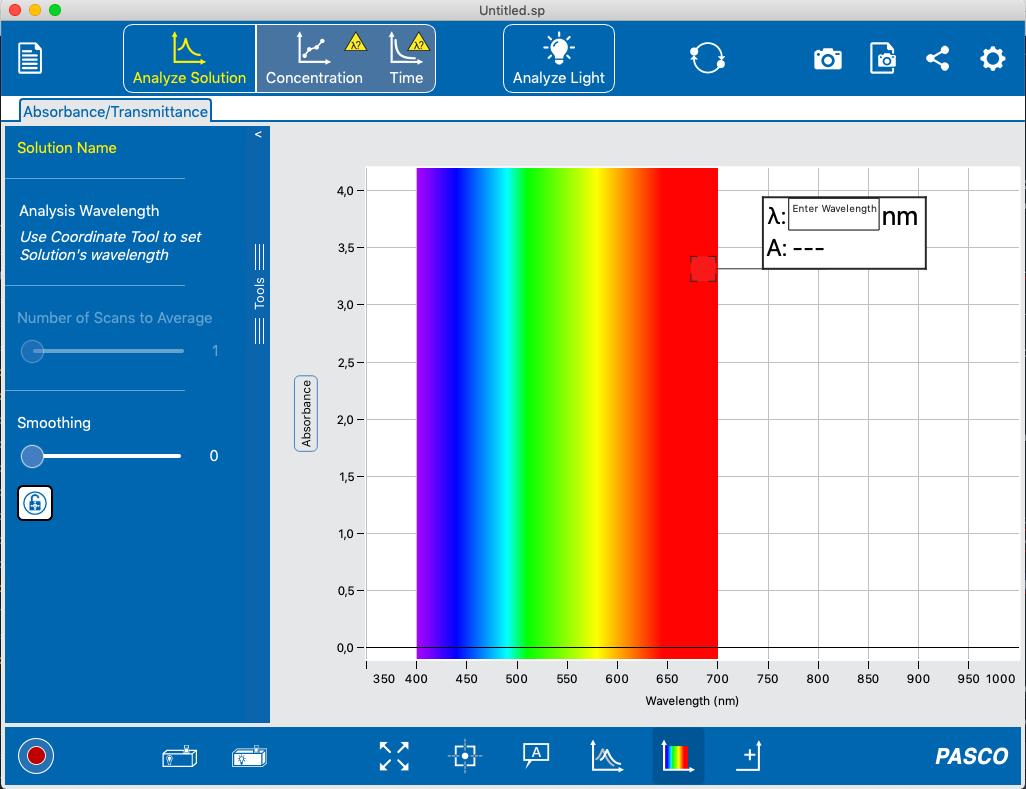 Untitled.sp
Analyze Solution
Concentration
λ?
Time
λ?
Analyze Light
Absorbance/Transmittance
<
Solution Name
Analysis Wavelength
Use Coordinate Tool to set
Solution's wavelength
Number of Scans to Average
1
Smoothing
0
Tools
Absorbance
4,0
3,5
3,0
2,5
2,0
1,5
1,0
0,5
0,0
λ: Enter Wavelength nm
A: ---
350 400 450 500 550 600 650 700 750 800 850 900 950 1000
Wavelength (nm)
A
PASCO